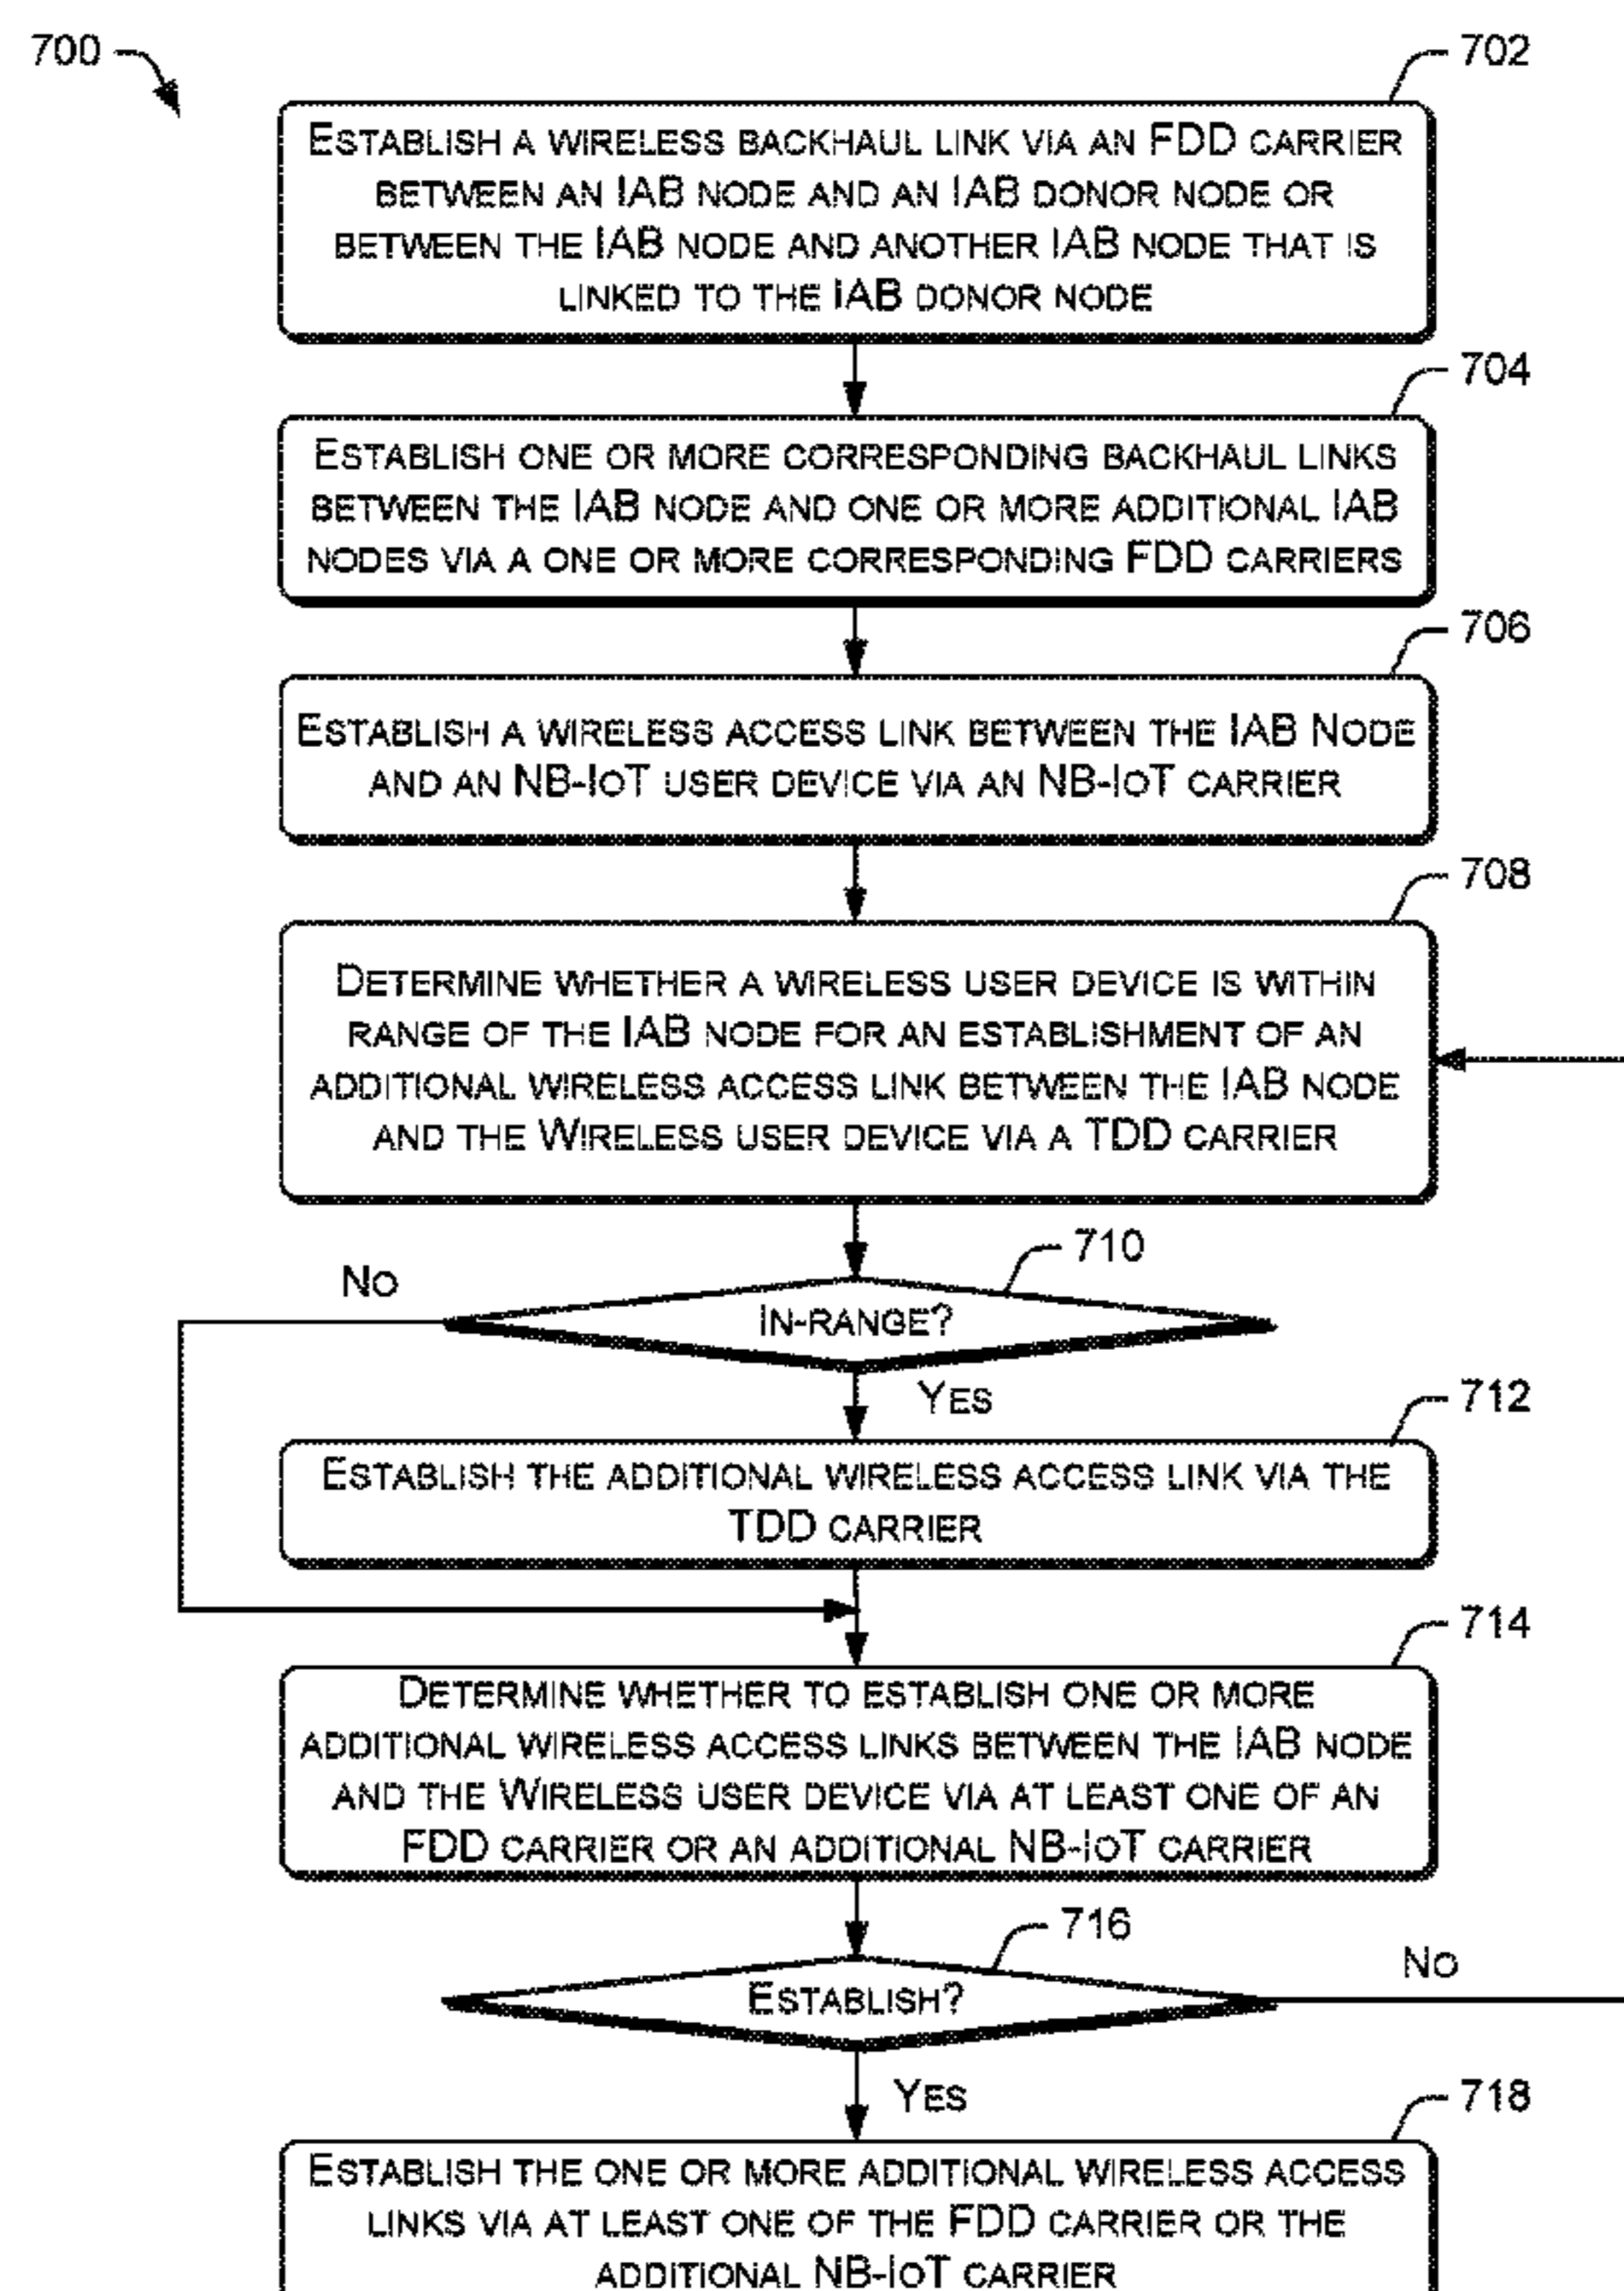 700
702
ESTABLISH A WIRELESS BACKHAUL LINK VIA AN FDD CARRIER
BETWEEN AN IAB NODE AND AN IAB DONOR NODE OR
BETWEEN THE IAB NODE AND ANOTHER IAB NODE THAT IS
LINKED TO THE IAB DONOR NODE
704
ESTABLISH ONE OR MORE CORRESPONDING BACKHAUL LINKS
BETWEEN THE IAB NODE AND ONE OR MORE ADDITIONAL IAB
NODES VIA A ONE OR MORE CORRESPONDING FDD CARRIERS
706
ESTABLISH A WIRELESS ACCESS LINK BETWEEN THE IAB NODE
AND AN NB-IOT USER DEVICE VIA AN NB-IOT CARRIER
708
DETERMINE WHETHER A WIRELESS USER DEVICE IS WITHIN
RANGE OF THE IAB NODE FOR AN ESTABLISHMENT OF AN
ADDITIONAL WIRELESS ACCESS LINK BETWEEN THE IAB NODE
AND THE WIRELESS USER DEVICE VIA A TDD CARRIER
710
NO
IN-RANGE?
YES
712
ESTABLISH THE ADDITIONAL WIRELESS ACCESS LINK VIA THE
TDD CARRIER
714
DETERMINE WHETHER TO ESTABLISH ONE OR MORE
ADDITIONAL WIRELESS ACCESS LINKS BETWEEN THE IAB NODE
AND THE WIRELESS USER DEVICE VIA AT LEAST ONE OF AN
FDD CARRIER OR AN ADDITIONAL NB-IOT CARRIER
716
NO
ESTABLISH?
YES
718
ESTABLISH THE ONE OR MORE ADDITIONAL WIRELESS ACCESS
LINKS VIA AT LEAST ONE OF THE FDD CARRIER OR THE
ADDITIONAL NB-IOT CARRIER